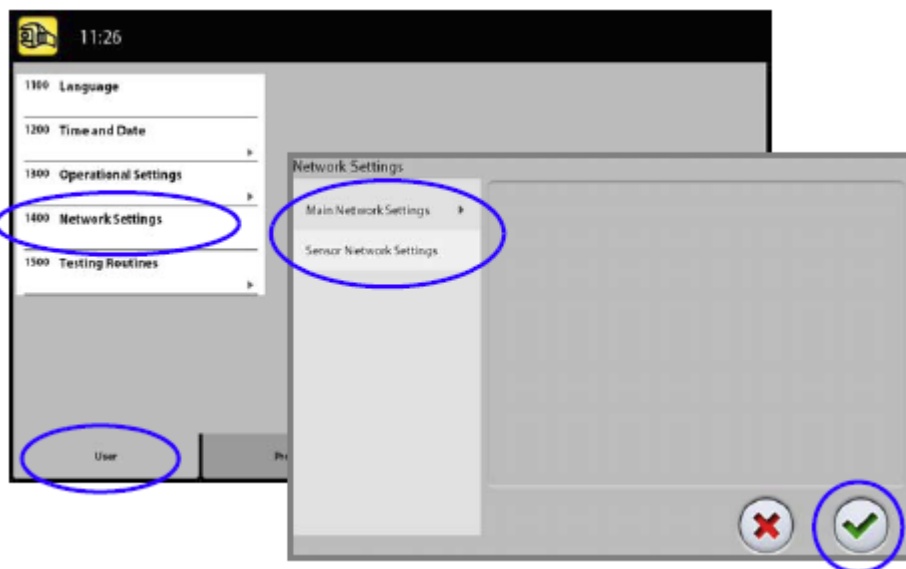 11:26
1100 Language
1200 Time and Date
1300 Operational Settings
1400 Network Settings
1500 Testing Routines
User
Network Settings
Main Network Settings
Sensor Network Settings